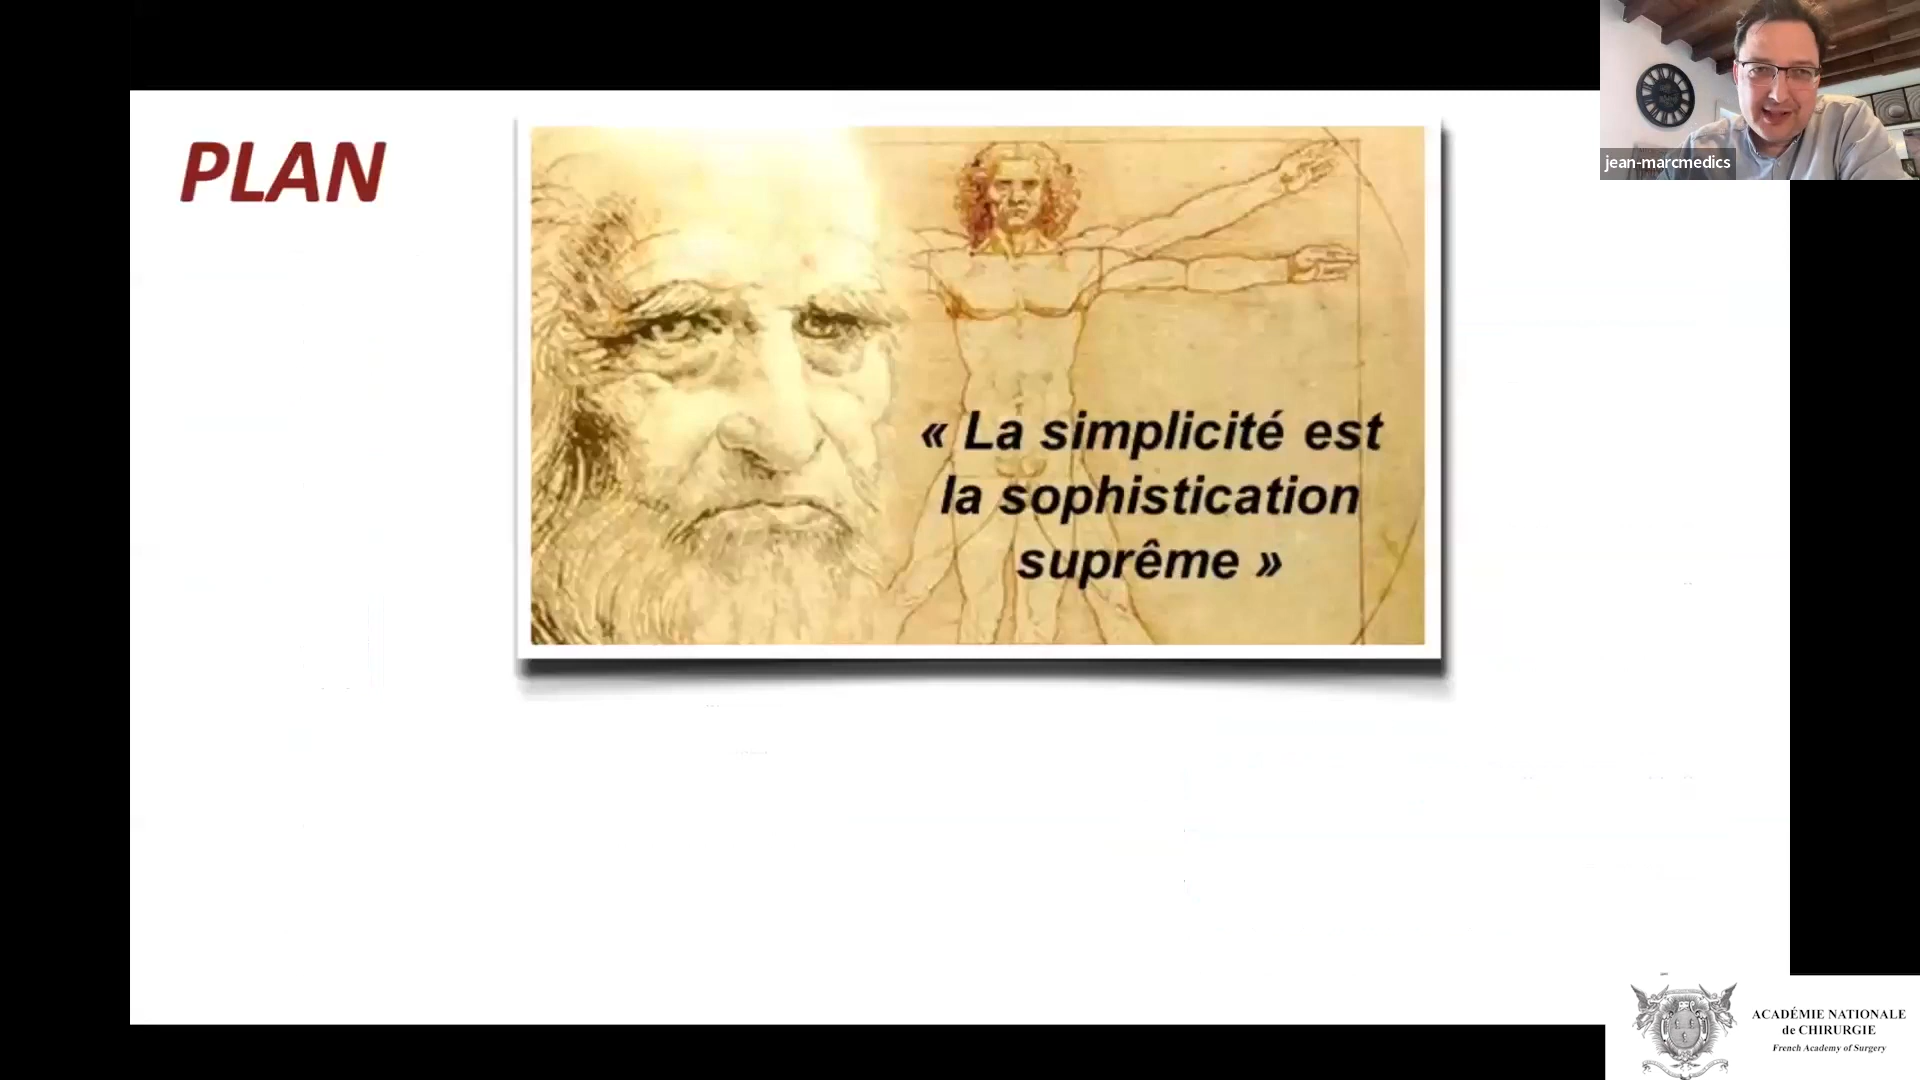 PLAN
« La simplicité est
la sophistication
suprême »
jean-marcmedics
ACADÉMIE NATIONALE
de CHIRURGIE
French Academy of Surgery